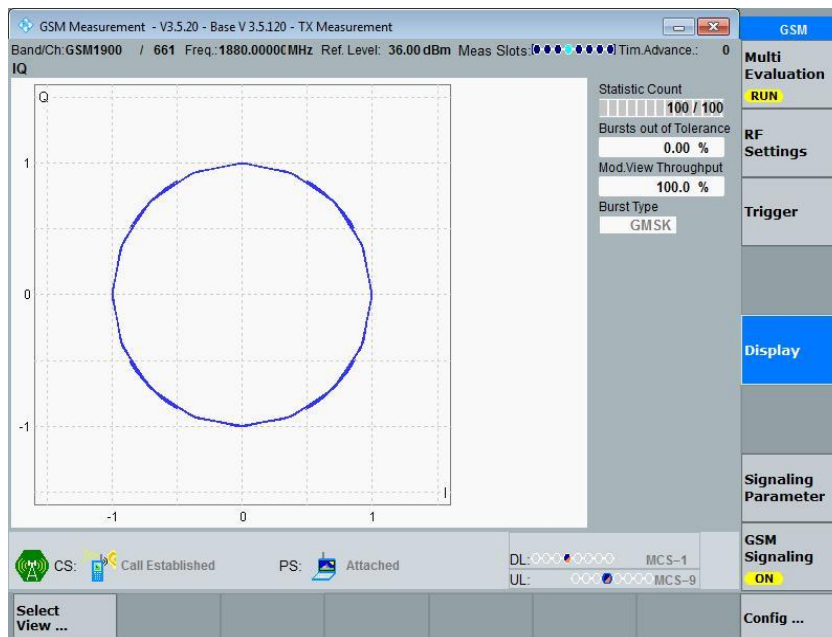 GSM Measurement - V3.5.20 - Base V 3.5.120 - TX Measurement
GSM
Band/Ch:GSM1900 / 661 Freq.:1880.0000(MHz Ref. Level: 36.00 dBm Meas Slots: Tim.Advance.: 0
IQ
Multi
Evaluation
RUN
Statistic Count
100 / 100
Bursts out of Tolerance
0.00 %
Mod.View Throughput
100.0 %
Burst Type
GMSK
RF
Settings
Trigger
Display
Q
1
0
-1
I
-1
0
1
Signaling
Parameter
CS: Call Established
PS: Attached
DL: MCS-1
UL: MCS-9
GSM
Signaling
ON
Select
View ...
Config ...